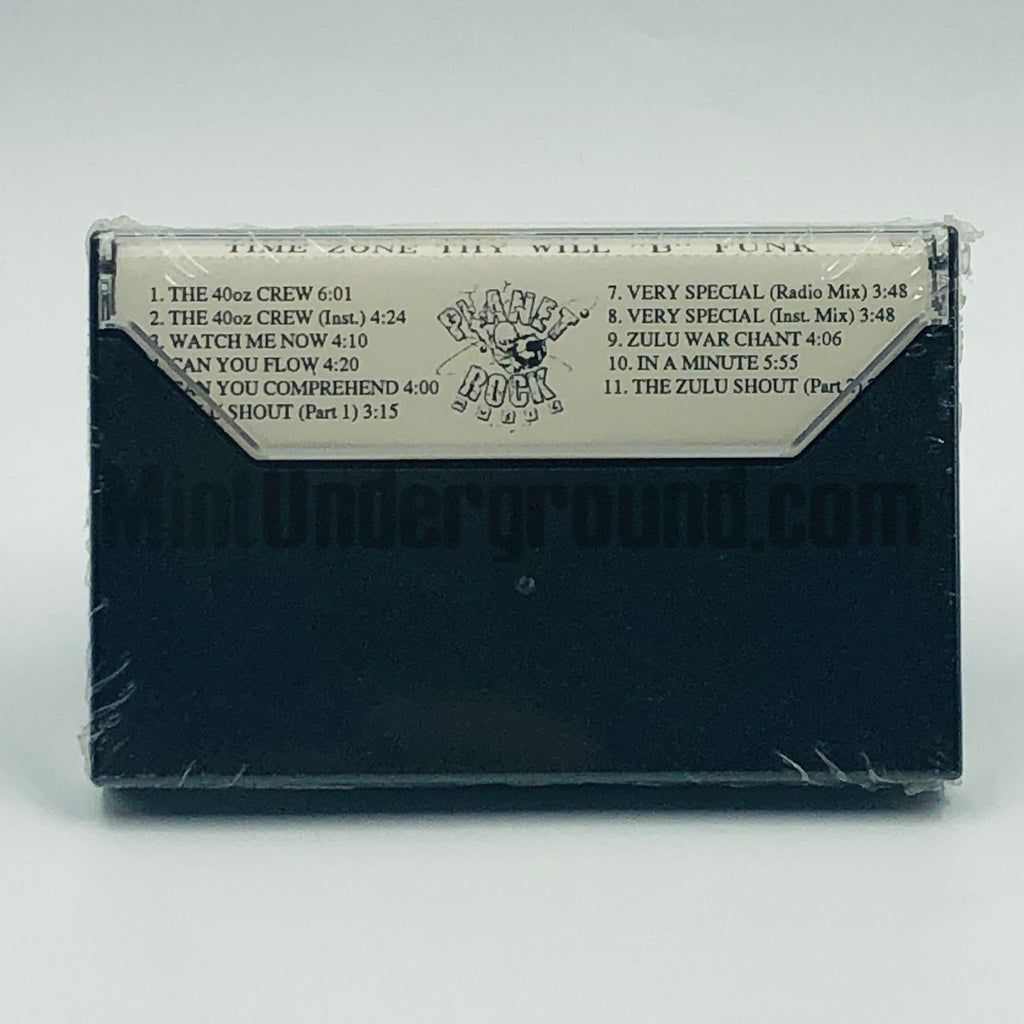 TIME ZONE THY WILL "B" FUNK
1. THE 40oz CREW 6:01
2. THE 40oz CREW (Inst.) 4:24
3. WATCH ME NOW 4:10
CAN YOU FLOW 4:20
CAN YOU COMPREHEND 4:00
SHOUT (Part 1) 3:15
PLANET
ROCK
7. VERY SPECIAL (Radio Mix) 3:48
8. VERY SPECIAL (Inst. Mix) 3:48
9. ZULU WAR CHANT 4:06
10. IN A MINUTE 5:55
11. THE ZULU SHOUT (Part
MintUnderground.com